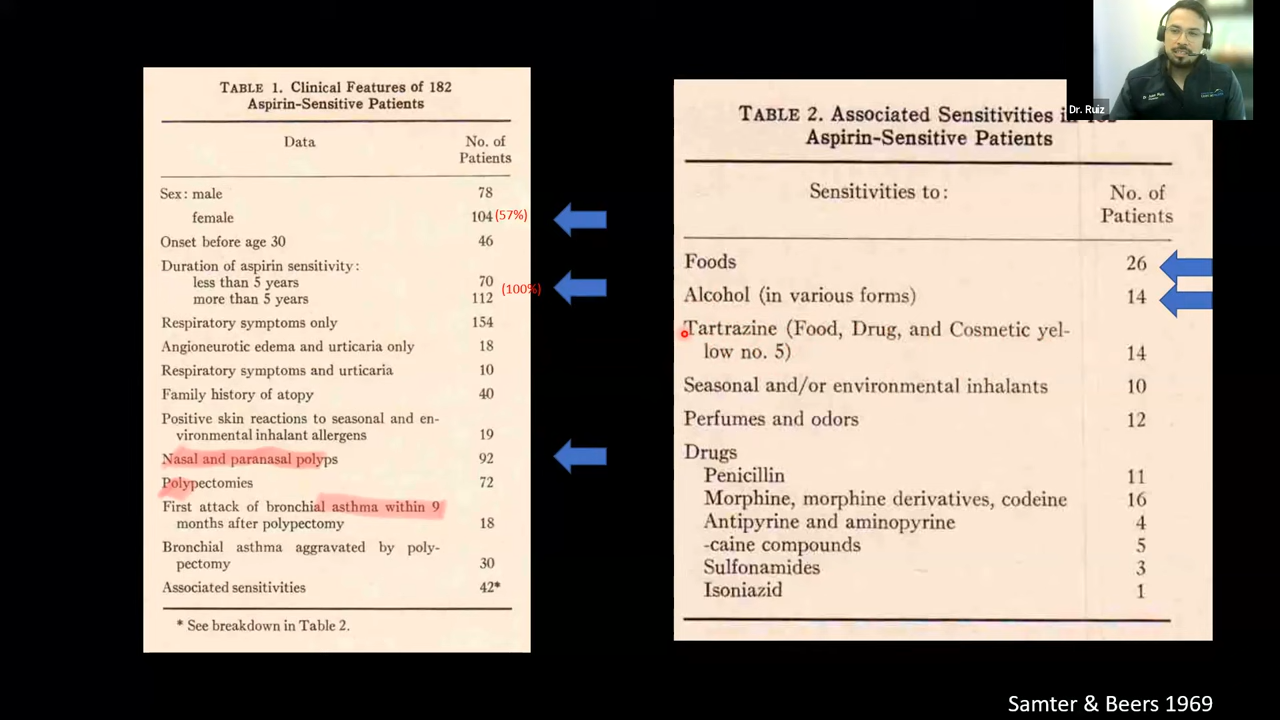 TABLE 1. Clinical Features of 182
Aspirin-Sensitive Patients
Data No. of
Patients
Sex: male 78
female 104 (57%)
Onset before age 30 46
Duration of aspirin sensitivity:
less than 5 years 70
(100%)
more than 5 years 112
Respiratory symptoms only 154
Angioneurotic edema and urticaria only 18
Respiratory symptoms and urticaria 10
Family history of atopy 40
Positive skin reactions to seasonal and en-
vironmental inhalant allergens 19
Nasal and paranasal polyps 92
Polypectomies 72
First attack of bronchial asthma within 9
months after polypectomy 18
Bronchial asthma aggravated by poly-
pectomy 30
Associated sensitivities 42*
* See breakdown in Table 2.
Dr. Ruiz
TABLE 2. Associated Sensitivities in
Aspirin-Sensitive Patients
Sensitivities to: No. of
Patients
Foods 26
Alcohol (in various forms) 14
Tartrazine (Food, Drug, and Cosmetic yel-
low no. 5) 14
Seasonal and/or environmental inhalants 10
Perfumes and odors 12
Drugs
Penicillin 11
Morphine, morphine derivatives, codeine 16
Antipyrine and aminopyrine 4
-caine compounds 5
Sulfonamides 3
Isoniazid 1
Samter & Beers 1969